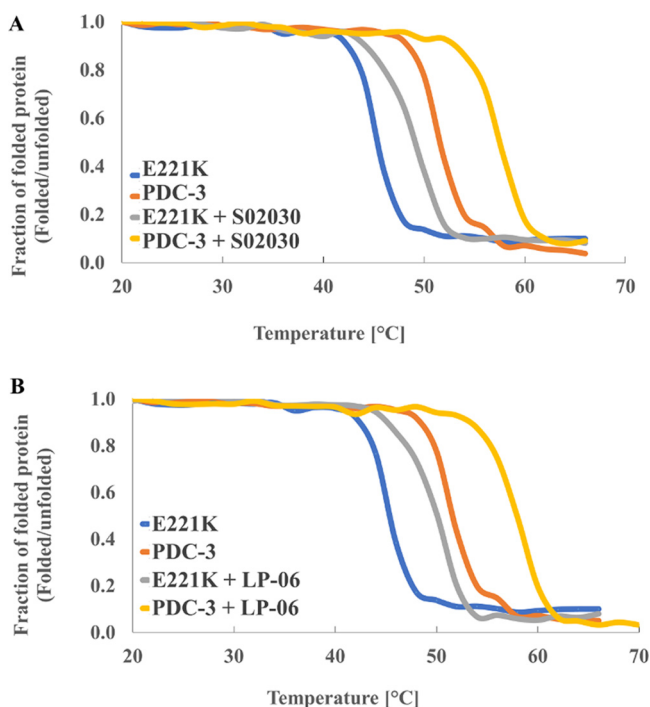 A
1.0
0.8
0.6
0.4
0.2
0.0
Fraction of folded protein
(Folded/unfolded)
E221K
PDC-3
E221K + S02030
PDC-3 + S02030
20 30 40 50 60 70
Temperature [°C]
B
1.0
0.8
0.6
0.4
0.2
0.0
Fraction of folded protein
(Folded/unfolded)
E221K
PDC-3
E221K + LP-06
PDC-3 + LP-06
20 30 40 50 60 70
Temperature [°C]